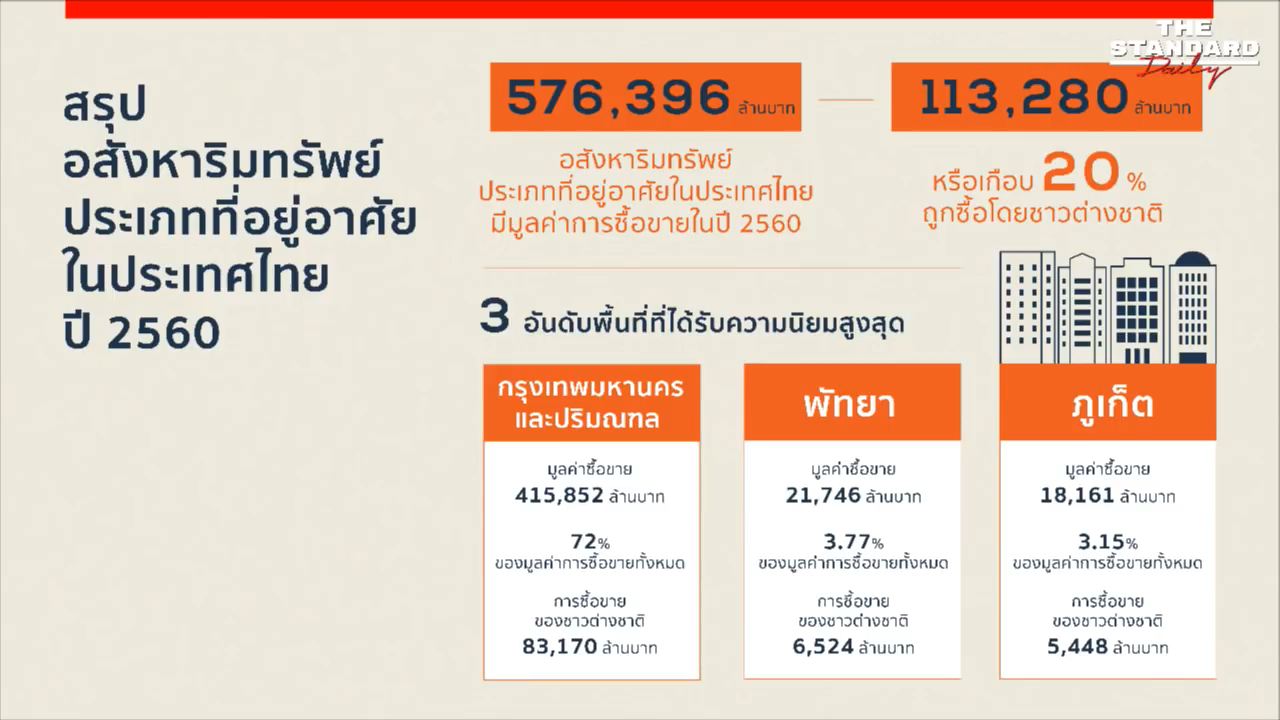 THE
STANDARD
Daily
สรุป
อสังหาริมทรัพย์
ประเภทที่อยู่อาศัย
ในประเทศไทย
ปี 2560
576,396 ล้านบาท
อสังหาริมทรัพย์
ประเภทที่อยู่อาศัยในประเทศไทย
มีมูลค่าการซื้อขายในปี 2560
113,280 ล้านบาท
หรือเกือบ 20 %
ถูกซื้อโดยชาวต่างชาติ
3 อันดับพื้นที่ที่ได้รับความนิยมสูงสุด
กรุงเทพมหานคร
และปริมณฑล
มูลค่าซื้อขาย
415,852 ล้านบาท
72%
ของมูลค่าการซื้อขายทั้งหมด
การซื้อขาย
ของชาวต่างชาติ
83,170 ล้านบาท
พัทยา
มูลค่าซื้อขาย
21,746 ล้านบาท
3.77%
ของมูลค่าการซื้อขายทั้งหมด
การซื้อขาย
ของชาวต่างชาติ
6,524 ล้านบาท
ภูเก็ต
มูลค่าซื้อขาย
18,161 ล้านบาท
3.15%
ของมูลค่าการซื้อขายทั้งหมด
การซื้อขาย
ของชาวต่างชาติ
5,448 ล้านบาท